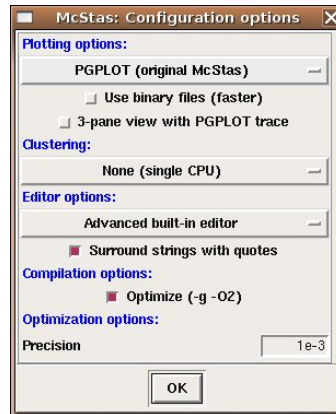 McStas: Configuration options
Plotting options:
PGPLOT (original McStas)
Use binary files (faster)
3-pane view with PGPLOT trace
Clustering:
None (single CPU)
Editor options:
Advanced built-in editor
Surround strings with quotes
Compilation options:
Optimize (-g -O2)
Optimization options:
Precision 1e-3
OK